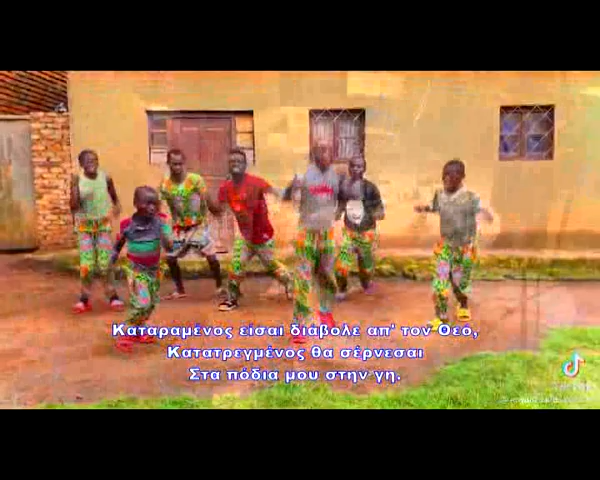 Καταραμένος είσαι διάβολε απ' τον Θεό,
Κατατρεγμένος θα σέρνεσαι
Στα πόδια μου στην γη.